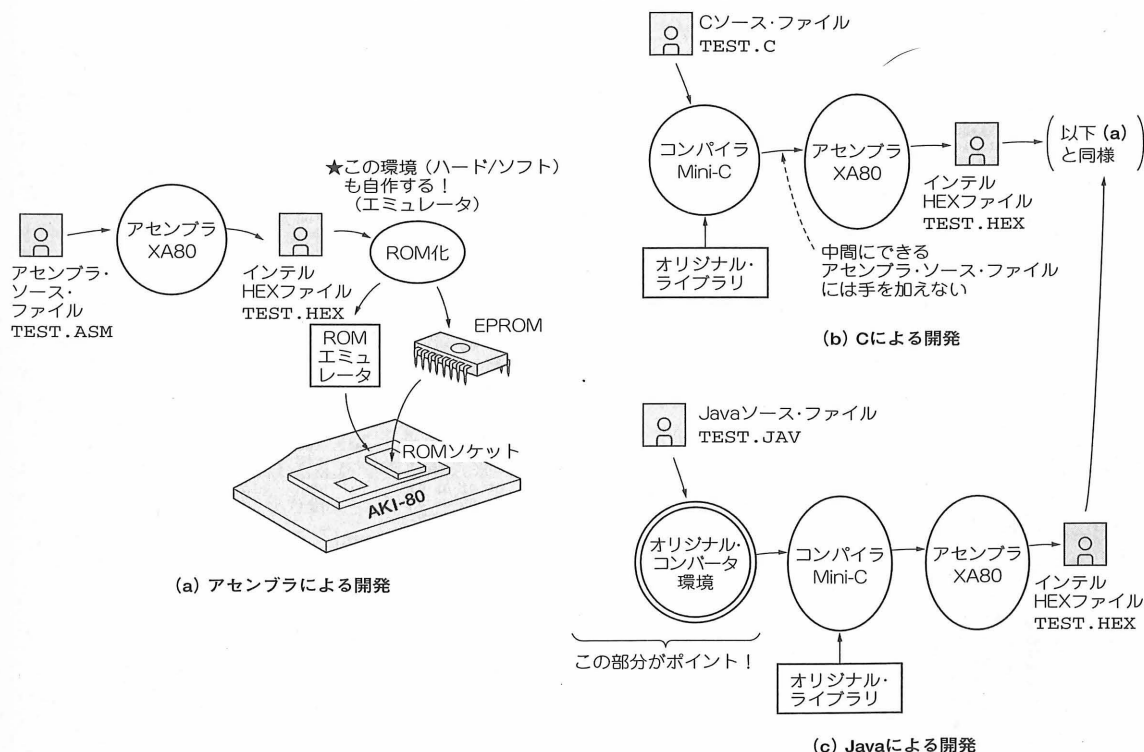 ★この環境（ハード/ソフト）
も自作する！
（エミュレータ）
アセンブラ
XA80
ROM化
アセンブラ・
ソース・
ファイル
TEST.ASM
インテル
HEXファイル
TEST.HEX
ROM
エミュ
レータ
EPROM
ROMソケット
AKI-80
(a) アセンブラによる開発
Cソース・ファイル
TEST.C
コンパイラ
Mini-C
アセンブラ
XA80
インテル
HEXファイル
TEST.HEX
以下(a)
と同様
オリジナル・
ライブラリ
中間にできる
アセンブラ・ソース・ファイル
には手を加えない
(b) Cによる開発
Javaソース・ファイル
TEST.JAV
オリジナル・
コンバータ
環境
コンパイラ
Mini-C
アセンブラ
XA80
インテル
HEXファイル
TEST.HEX
この部分がポイント！
オリジナル・
ライブラリ
(c) Javaによる開発